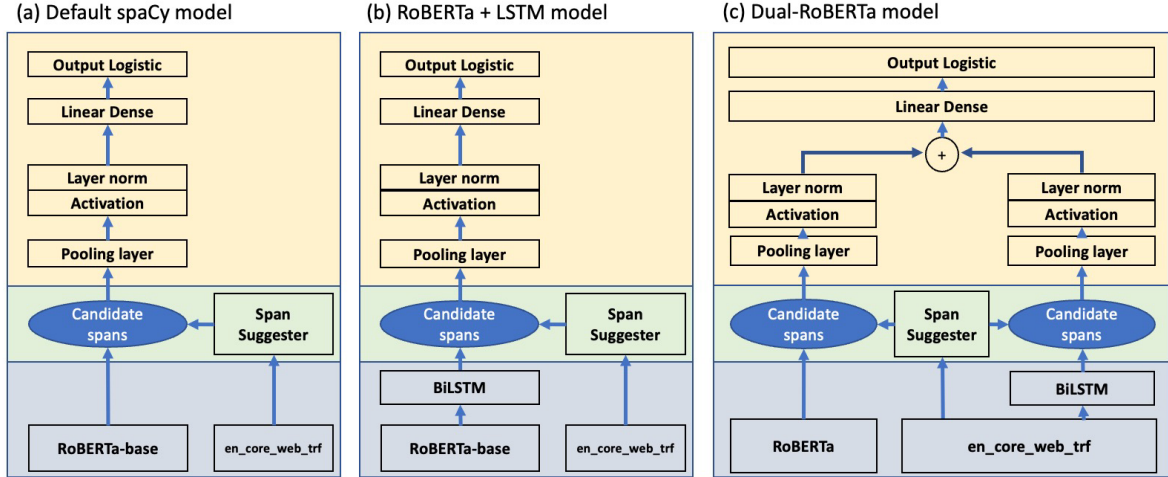 (a) Default spaCy model
Output Logistic
Linear Dense
Layer norm
Activation
Pooling layer
Candidate
spans
Span
Suggester
RoBERTa-base
en_core_web_trf
(b) RoBERTa + LSTM model
Output Logistic
Linear Dense
Layer norm
Activation
Pooling layer
Candidate
spans
Span
Suggester
BiLSTM
RoBERTa-base
en_core_web_trf
(c) Dual-RoBERTa model
Output Logistic
Linear Dense
+
Layer norm
Activation
Pooling layer
Layer norm
Activation
Pooling layer
Candidate
spans
Span
Suggester
Candidate
spans
BiLSTM
RoBERTa
en_core_web_trf